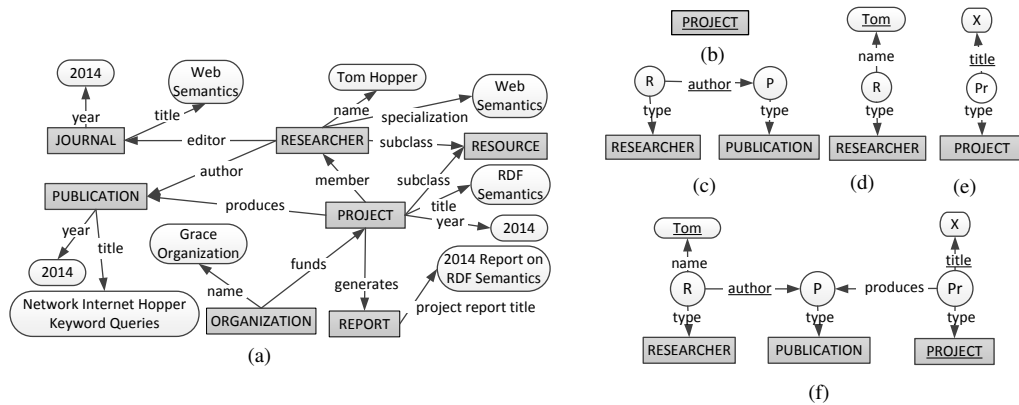 2014
Web
Semantics
year
title
JOURNAL
editor
Tom Hopper
name
specialization
Web
Semantics
RESEARCHER
subclass
RESOURCE
author
member
subclass
PUBLICATION
produces
PROJECT
title
year
RDF
Semantics
2014
year
title
2014
Grace
Organization
name
funds
generates
2014 Report on
RDF Semantics
project report title
Network Internet Hopper
Keyword Queries
ORGANIZATION
REPORT
(a)
PROJECT
(b)
R
author
P
type
type
RESEARCHER
PUBLICATION
(c)
Tom
name
R
type
RESEARCHER
(d)
X
title
Pr
type
PROJECT
(e)
Tom
name
R
author
P
produces
X
title
Pr
type
type
type
RESEARCHER
PUBLICATION
PROJECT
(f)